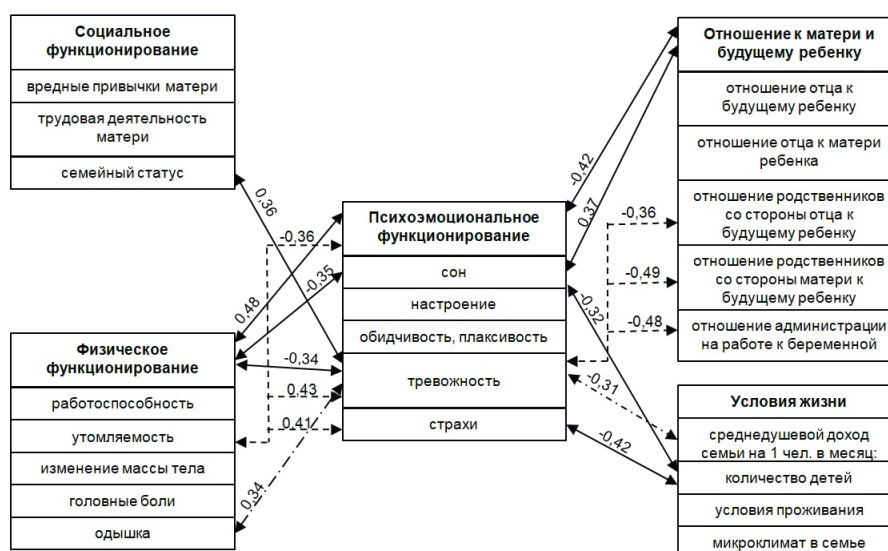 Социальное
функционирование
вредные привычки матери
трудовая деятельность
матери
семейный статус
Физическое
функционирование
работоспособность
утомляемость
изменение массы тела
головные боли
одышка
0,36
-0,36
-0,35
0,48
-0,34
0,43
0,41
0,34
Психоэмоциональное
функционирование
сон
настроение
обидчивость, плаксивость
тревожность
страхи
-0,42
0,37
-0,36
-0,49
-0,32
-0,48
-0,31
-0,42
Отношение к матери и
будущему ребенку
отношение отца к
будущему ребенку
отношение отца к матери
ребенка
отношение родственников
со стороны отца к
будущему ребенку
отношение родственников
со стороны матери к
будущему ребенку
отношение администрации
на работе к беременной
Условия жизни
среднедушевой доход
семьи на 1 чел. в месяц:
количество детей
условия проживания
микроклимат в семье